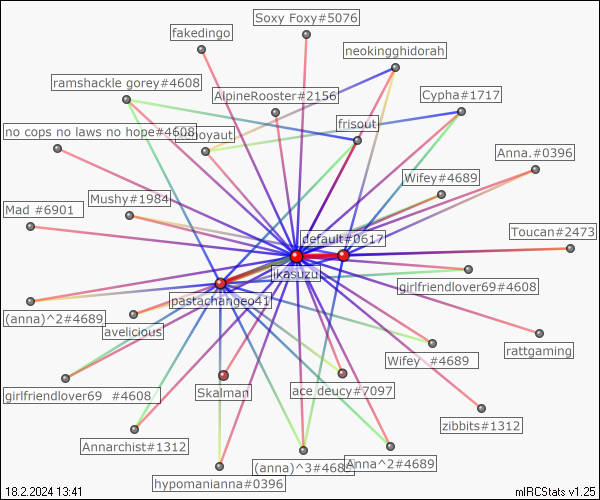 Soxy Foxy#5076
fakedingo
neokingghidorah
ramshackle gorey#4608
AlpineRooster#2156
Cypha#1717
frisout
no cops no laws no hope#4608
Anna.#0396
Wifey#4689
Mushy#1984
Mad #6901
Toucan#2473
default#0617
ikasuzu
girlfriendlover69#4608
pastachangeo41
(anna)^2#4689
avelicious
rattgaming
Wifey #4689
Skalman
ace deucy#7097
girlfriendlover69 #4608
zibbits#1312
Annarchist#1312
(anna)^3#4689
Anna^2#4689
hypomanianna#0396
18.2.2024 13:41
mIRCStats v1.25